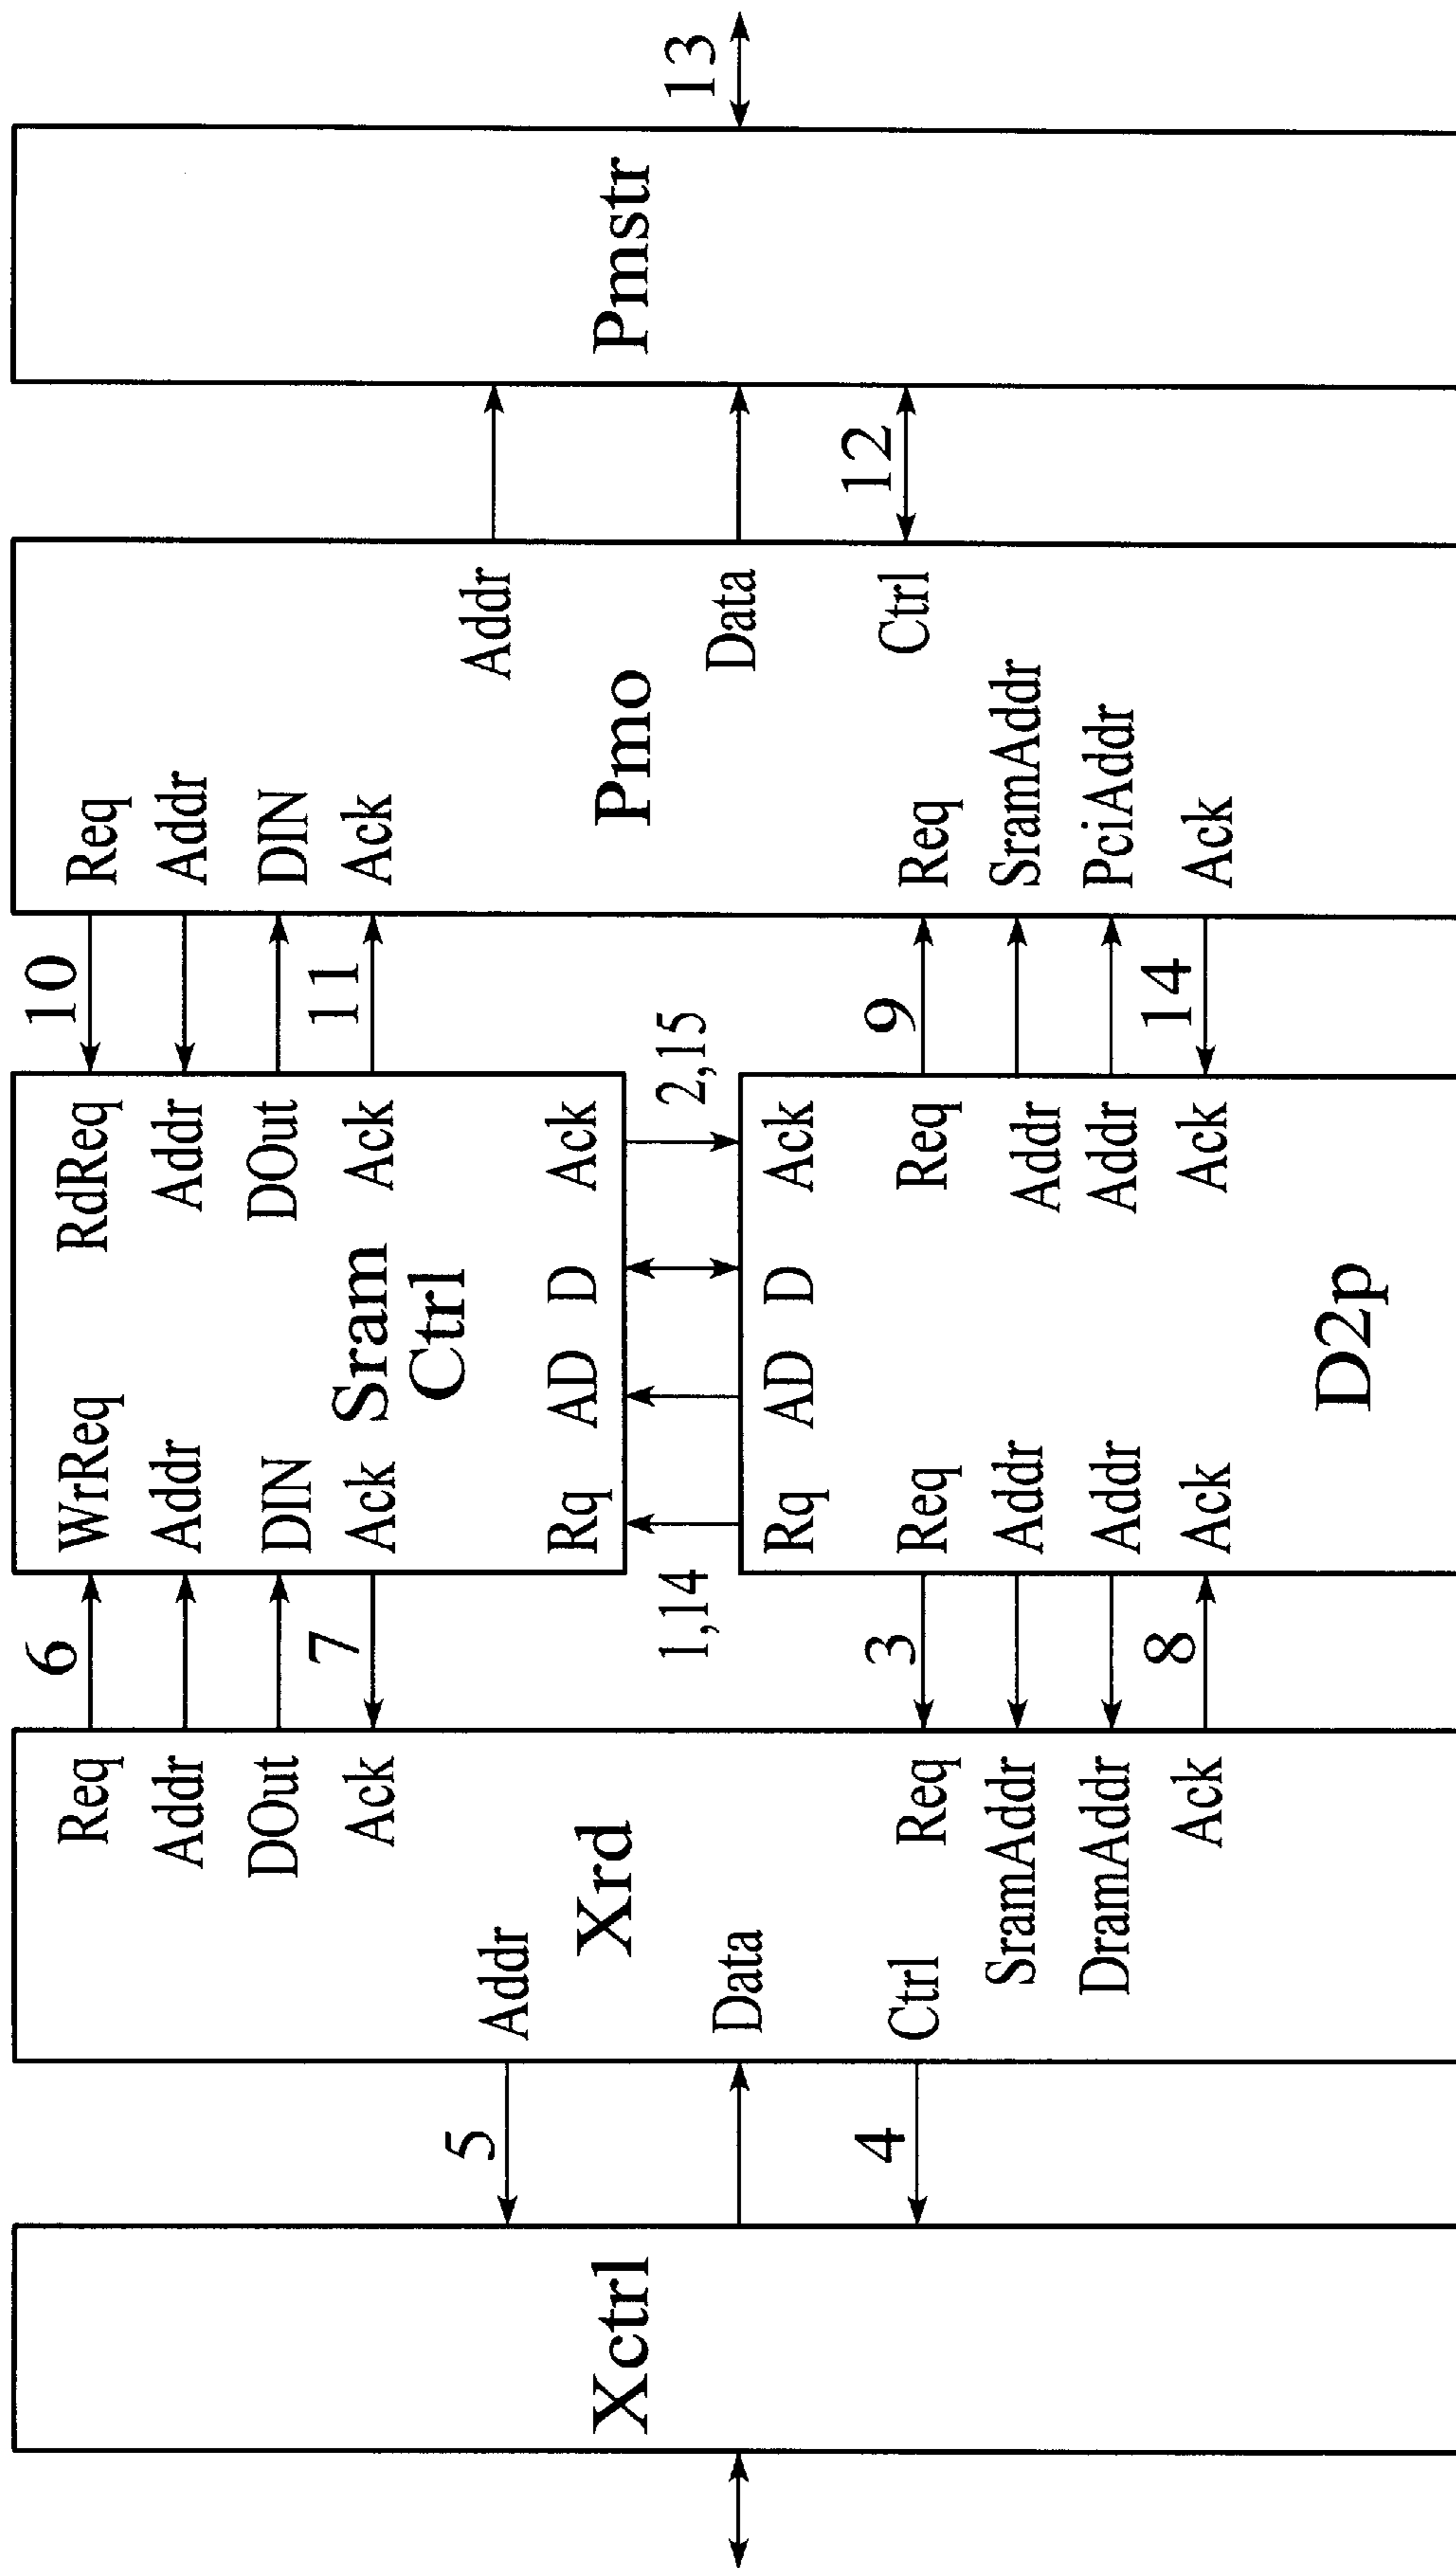 Xctrl
5
4
Addr
Data
Ctrl
Xrd
Req
Addr
DOut
Ack
Req
SramAddr
DramAddr
Ack
6
7
3
8
1,14
WrReq
Addr
DIN
Ack
Sram
Ctrl
RdReq
Addr
DOut
Ack
Rq AD D Ack
Rq AD D Ack
2,15
Req
Addr
Addr
Ack
D2p
Req
Addr
Addr
Ack
10
11
9
14
Req
Addr
DIN
Ack
Pmo
Req
SramAddr
PciAddr
Ack
Addr
Data
Ctrl
12
Pmstr
13